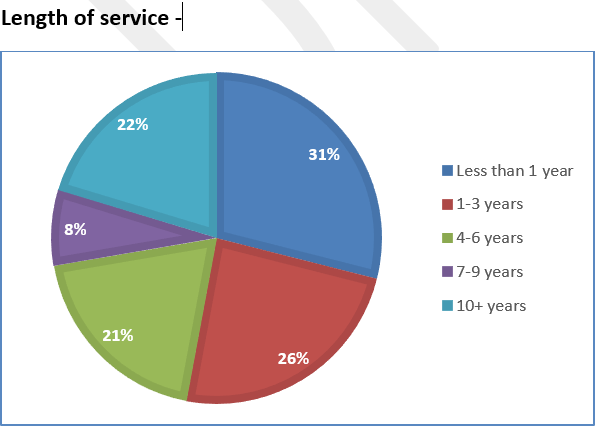 Length of service -
31%
26%
21%
8%
22%
Less than 1 year
1-3 years
4-6 years
7-9 years
10+ years